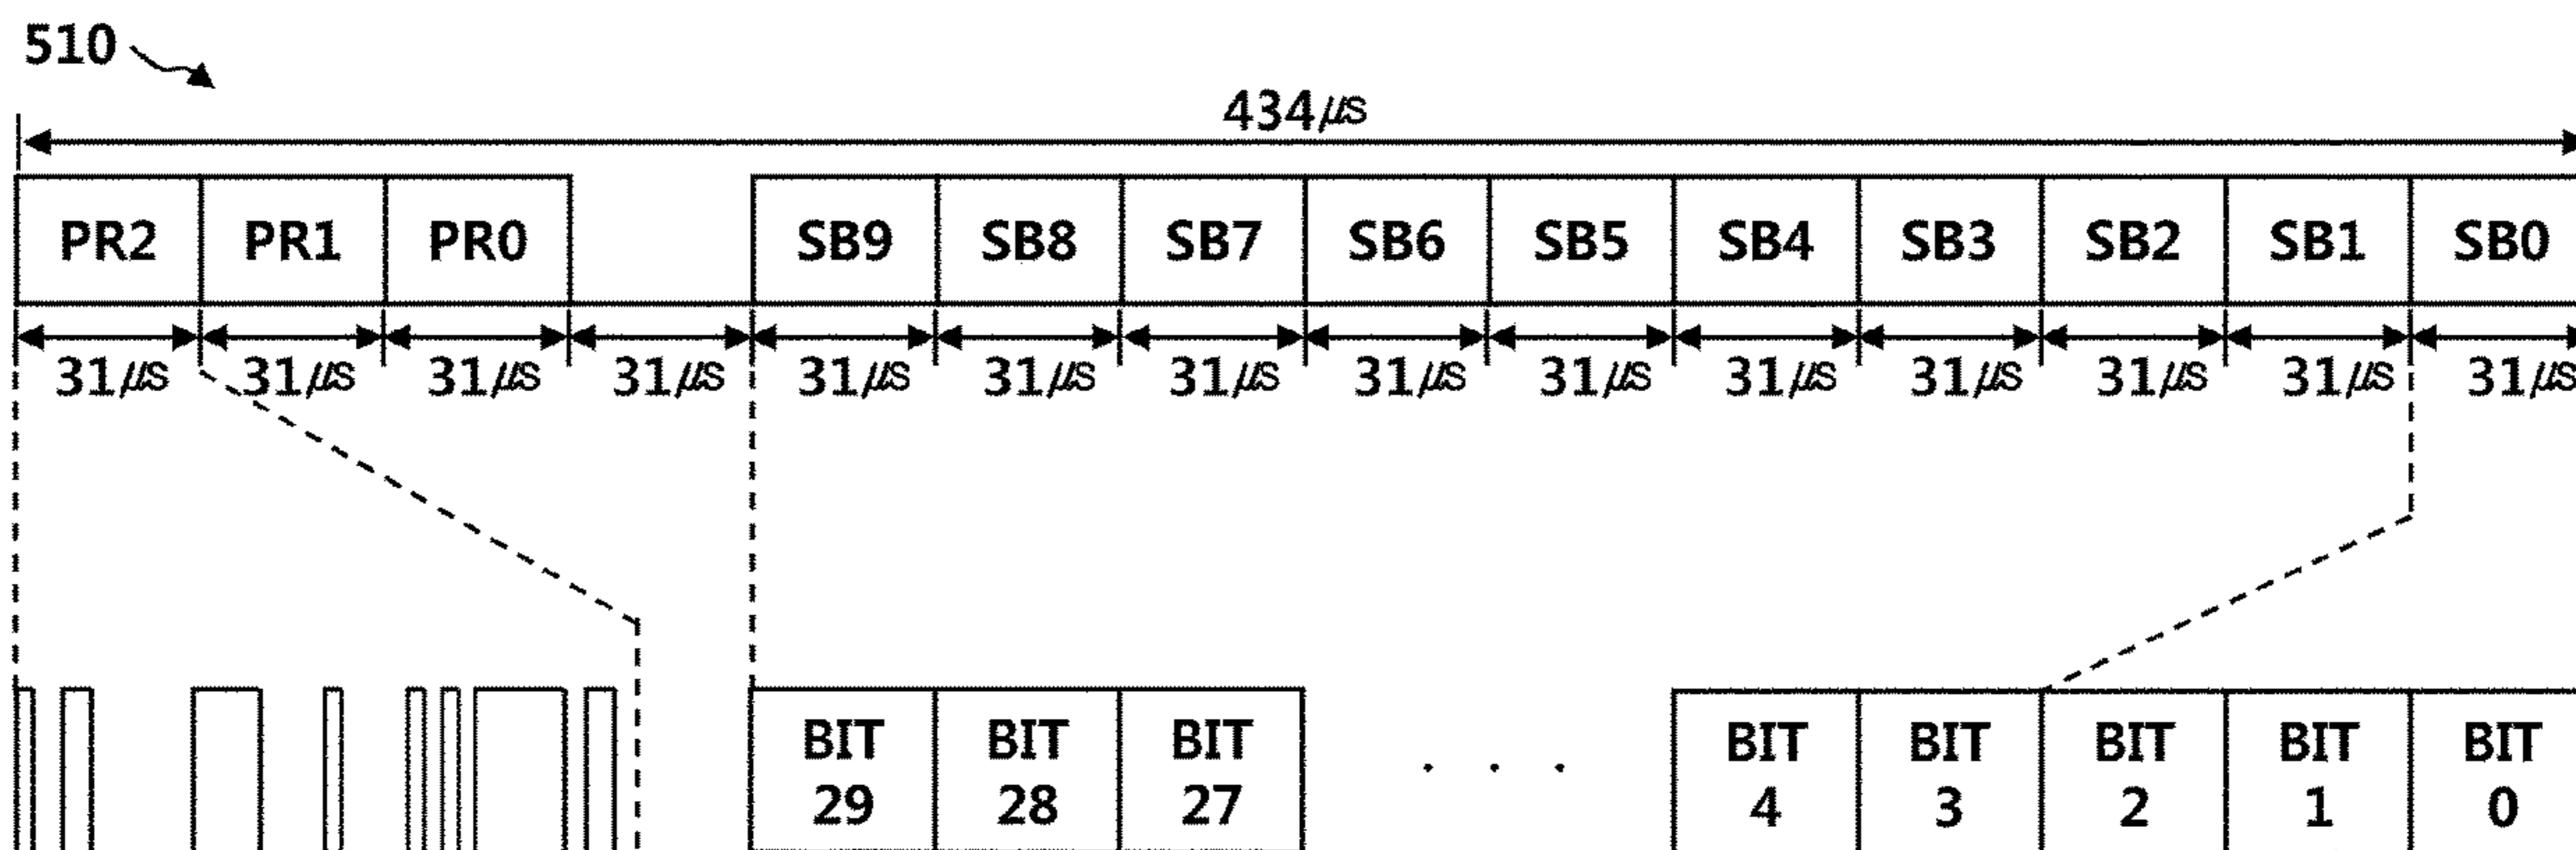 510
434㎲
PR2 PR1 PR0 SB9 SB8 SB7 SB6 SB5 SB4 SB3 SB2 SB1 SB0
31㎲ 31㎲ 31㎲ 31㎲ 31㎲ 31㎲ 31㎲ 31㎲ 31㎲ 31㎲ 31㎲ 31㎲ 31㎲ 31㎲
BIT BIT BIT . . . BIT BIT BIT BIT BIT
29 28 27 4 3 2 1 0